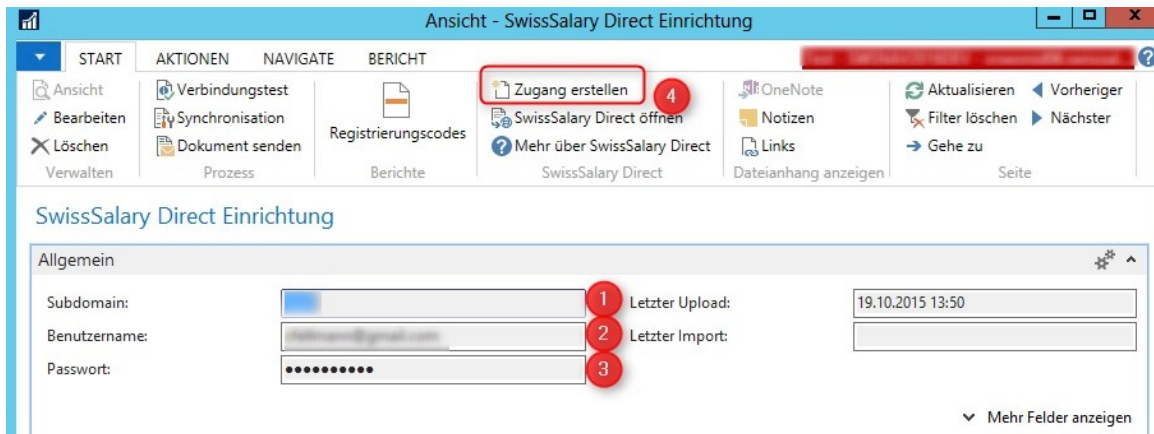 Ansicht - SwissSalary Direct Einrichtung
START AKTIONEN NAVIGATE BERICHT
Ansicht
Bearbeiten
Löschen
Verwalten
Verbindungstest
Synchronisation
Dokument senden
Prozess
Registrierungscodes
Berichte
Zugang erstellen 4
SwissSalary Direct öffnen
Mehr über SwissSalary Direct
SwissSalary Direct
OneNote
Notizen
Links
Dateianhang anzeigen
Aktualisieren Vorheriger
Filter löschen Nächster
Gehe zu
Seite
SwissSalary Direct Einrichtung
Allgemein
Subdomain: 1 Letzter Upload: 19.10.2015 13:50
Benutzername: 2 Letzter Import:
Passwort: •••••••••• 3
Mehr Felder anzeigen